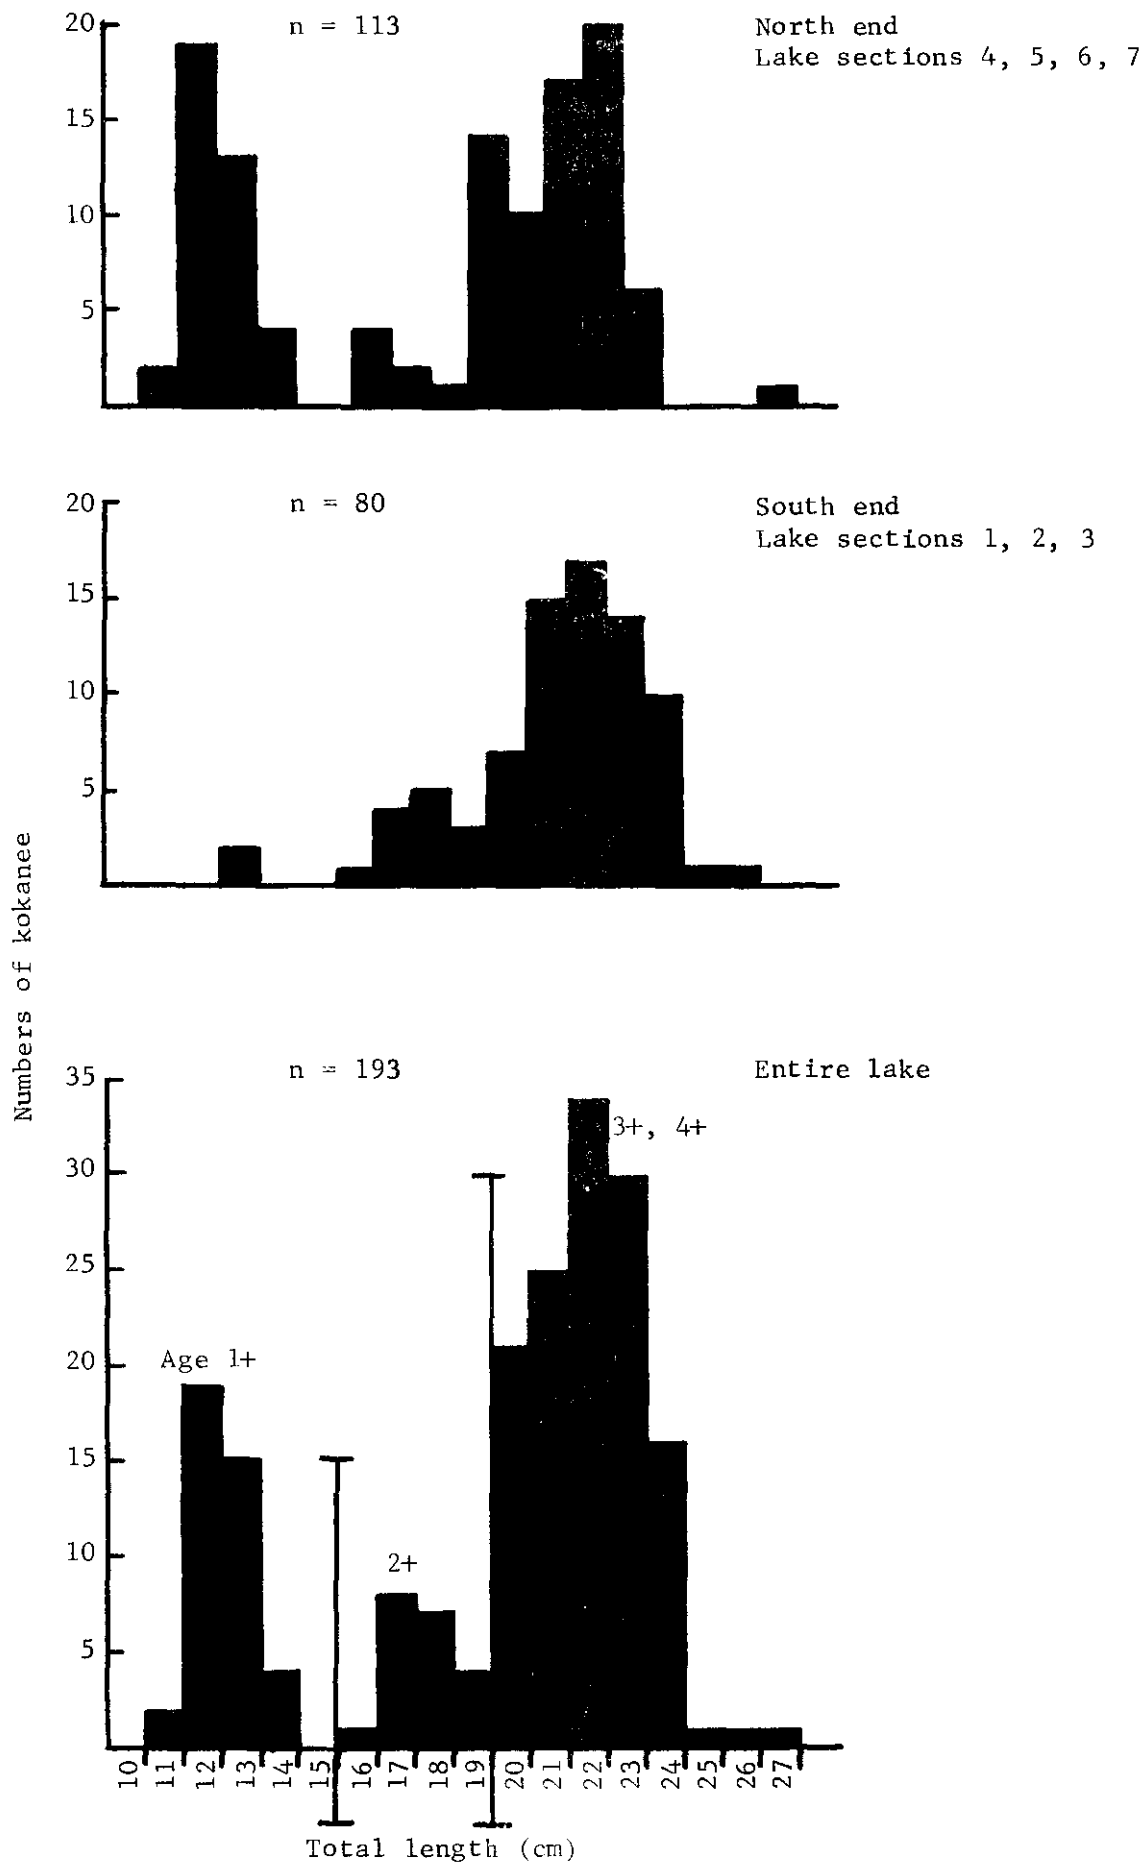 20
n = 113
North end
Lake sections 4, 5, 6, 7
15
10
5
20
n = 80
South end
Lake sections 1, 2, 3
15
10
5
Numbers of kokanee
35
n = 193
Entire lake
3+, 4+
30
25
20
Age 1+
15
10
2+
5
10 11 12 13 14 15 16 17 18 19 20 21 22 23 24 25 26 27
Total length (cm)